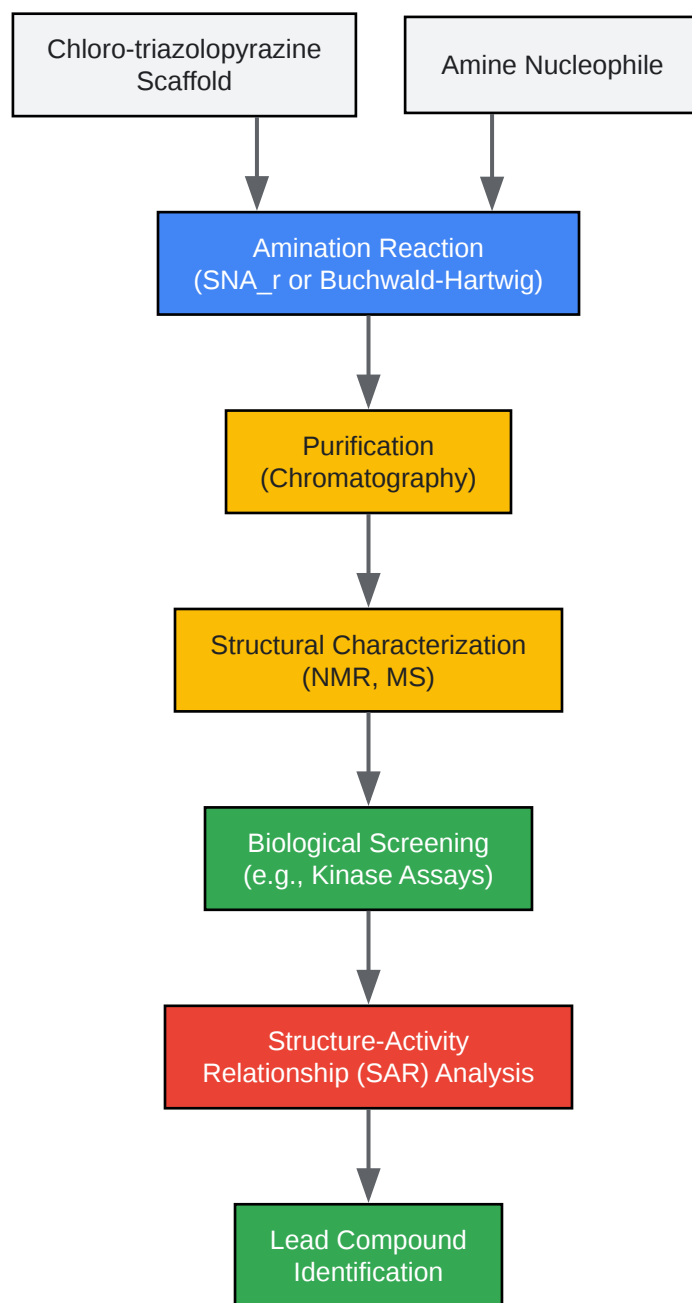 Chloro-triazolopyrazine
Scaffold
Amine Nucleophile
Amination Reaction
(SNA_r or Buchwald-Hartwig)
Purification
(Chromatography)
Structural Characterization
(NMR, MS)
Biological Screening
(e.g., Kinase Assays)
Structure-Activity
Relationship (SAR) Analysis
Lead Compound
Identification